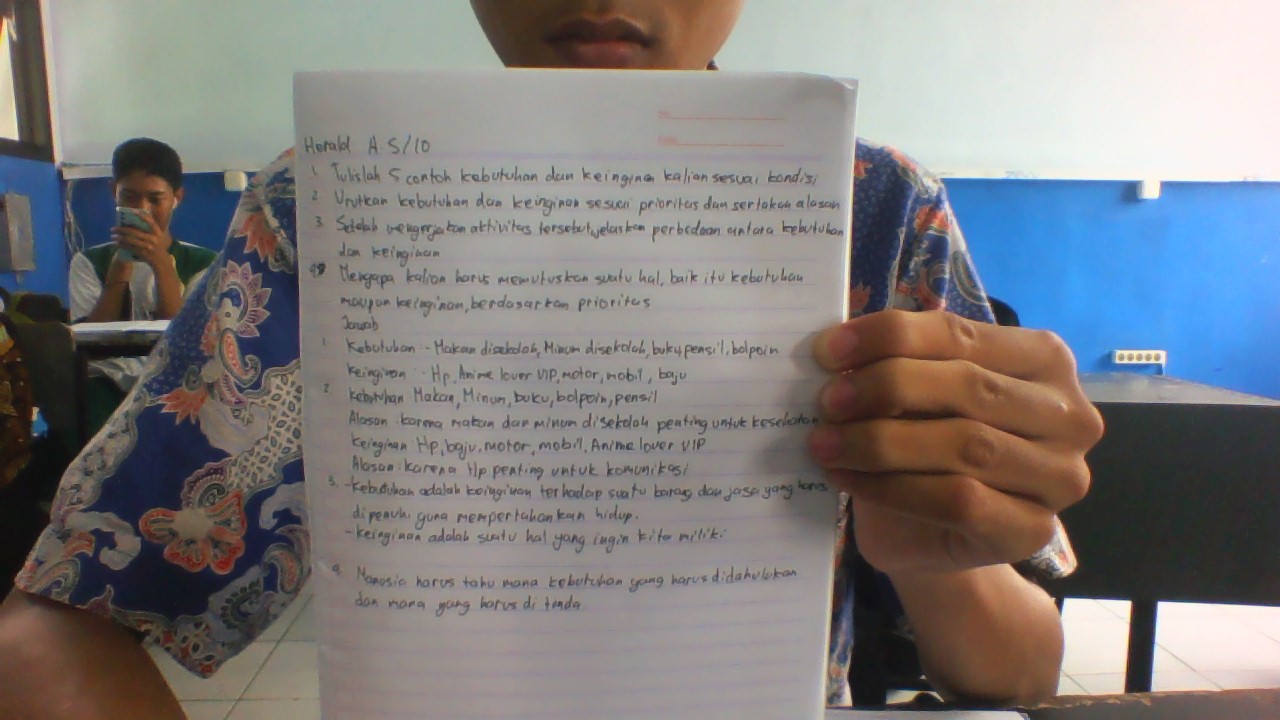 Herald A.S/10
1. Tulislah 5 contoh kebutuhan dan keinginan kalian sesuai kondisi
2. Urutkan kebutuhan dan keinginan sesuai prioritas dan sertakan alasan
3. Setelah mengerjakan aktivitas tersebut, jelaskan perbedaan antara kebutuhan
dan keinginan
4. Mengapa kalian harus memutuskan suatu hal, baik itu kebutuhan
maupun keinginan, berdasarkan prioritas
Jawab
1. Kebutuhan :- Makan disekolah, Minum disekolah, buku, pensil, bolpoin
Keinginan :- Hp, Anime lover VIP, motor, mobil, baju
2. Kebutuhan Makan, Minum, buku, bolpoin, pensil
Alasan : karena makan dan minum disekolah penting untuk kesehatan
Keinginan : Hp, baju, motor, mobil, Anime lover VIP
Alasan : karena Hp penting untuk komunikasi
3. -Kebutuhan adalah keinginan terhadap suatu barang dan jasa yang harus
dipenuhi guna mempertahankan hidup.
-Keinginan adalah suatu hal yang ingin kita miliki
4. Manusia harus tahu mana kebutuhan yang harus didahulukan
dan mana yang harus di tunda.